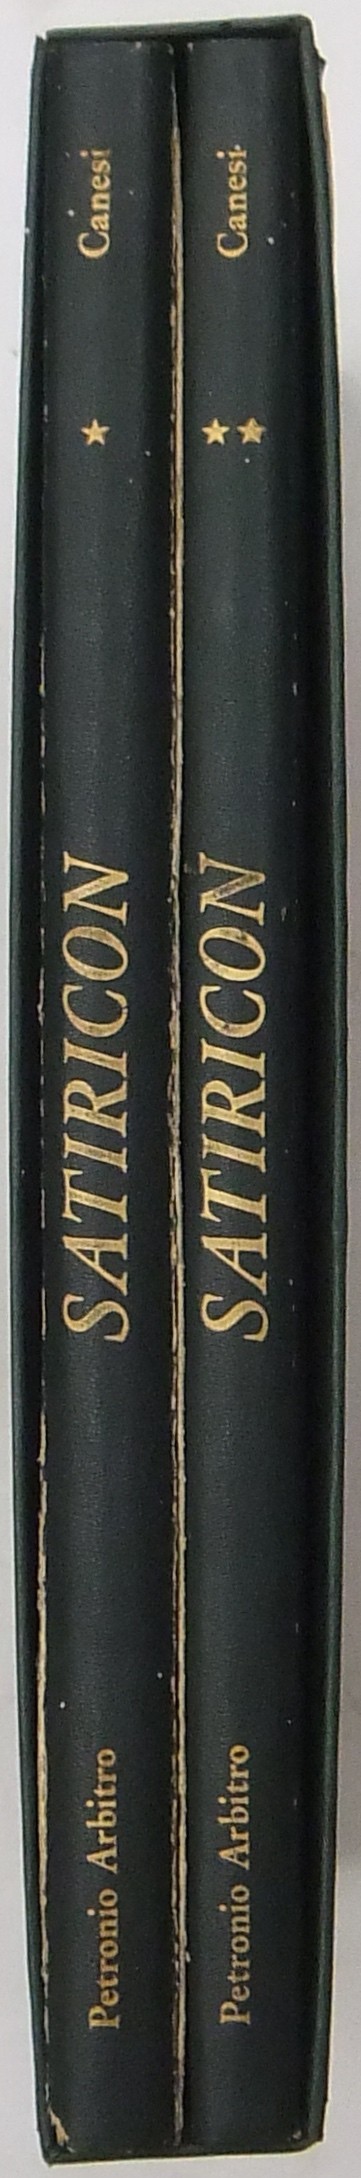 Petronio Arbitro
SATIRICON
★
Canesi
Petronio Arbitro
SATIRICON
★★
Canesi